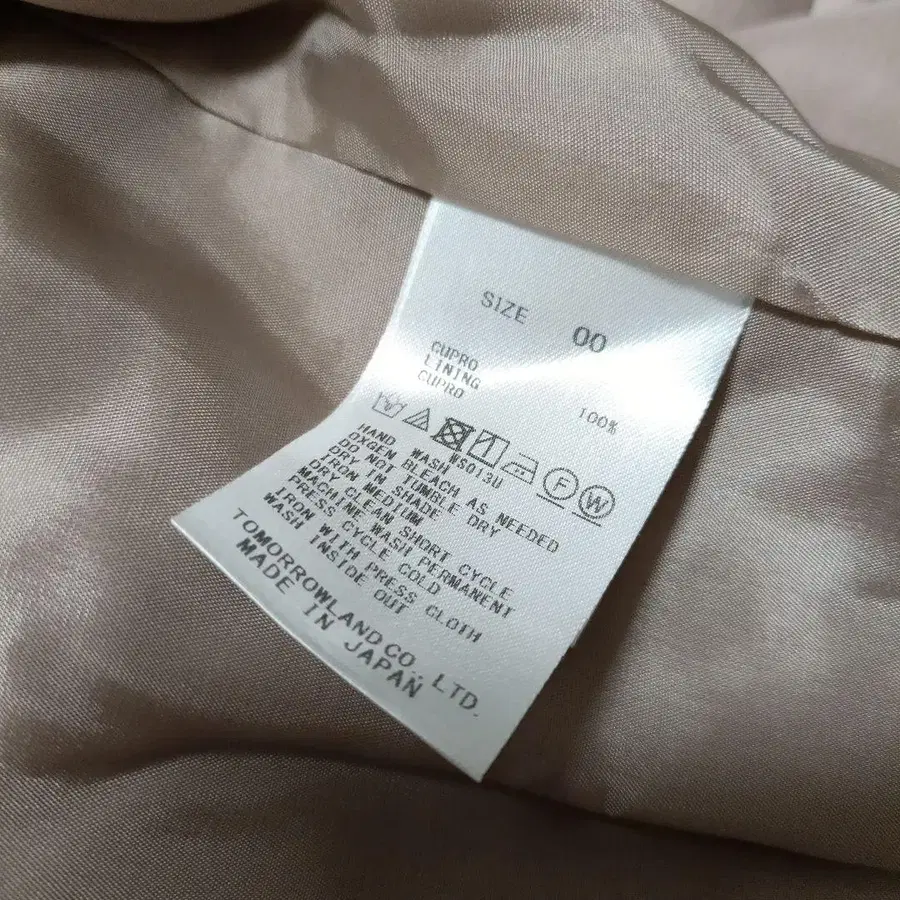 SIZE 00
CUPRO 100%
LINING
CUPRO
F W
WS013U
HAND WASH
OXGEN BLEACH AS NEEDED
DO NOT TUMBLE DRY
DRY IN SHADE
IRON MEDIUM
DRY CLEAN SHORT CYCLE
MACHINE WASH PERMANENT
PRESS CYCLE COLD
IRON WITH PRESS CLOTH
WASH INSIDE OUT
TOMORROWLAND CO., LTD.
MADE IN JAPAN